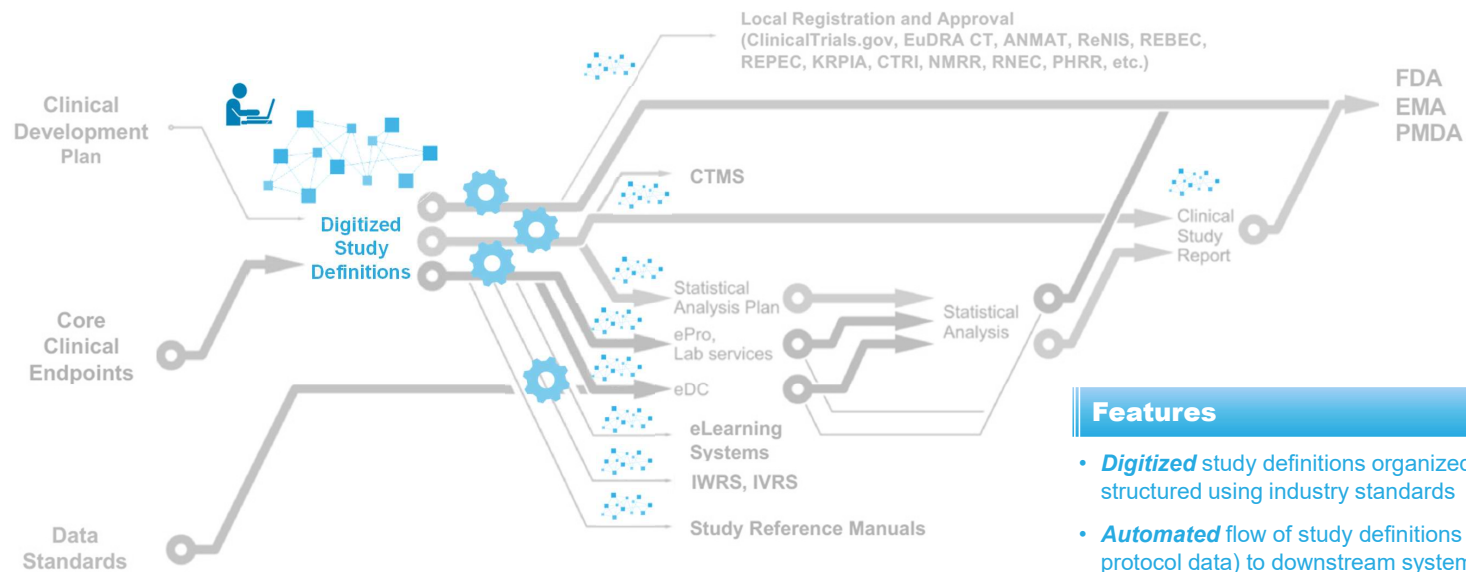 Local Registration and Approval
(ClinicalTrials.gov, EuDRA CT, ANMAT, ReNIS, REBEC,
REPEC, KRPIA, CTRI, NMRR, RNEC, PHRR, etc.)
FDA
EMA
PMDA
Clinical
Development
Plan
CTMS
Digitized
Study
Definitions
Clinical
Study
Report
Statistical
Analysis Plan
Statistical
Analysis
ePro,
Lab services
eDC
Core
Clinical
Endpoints
eLearning
Systems
IWRS, IVRS
Study Reference Manuals
Data
Standards
Features
• Digitized study definitions organized
structured using industry standards
• Automated flow of study definitions
protocol data) to downstream system